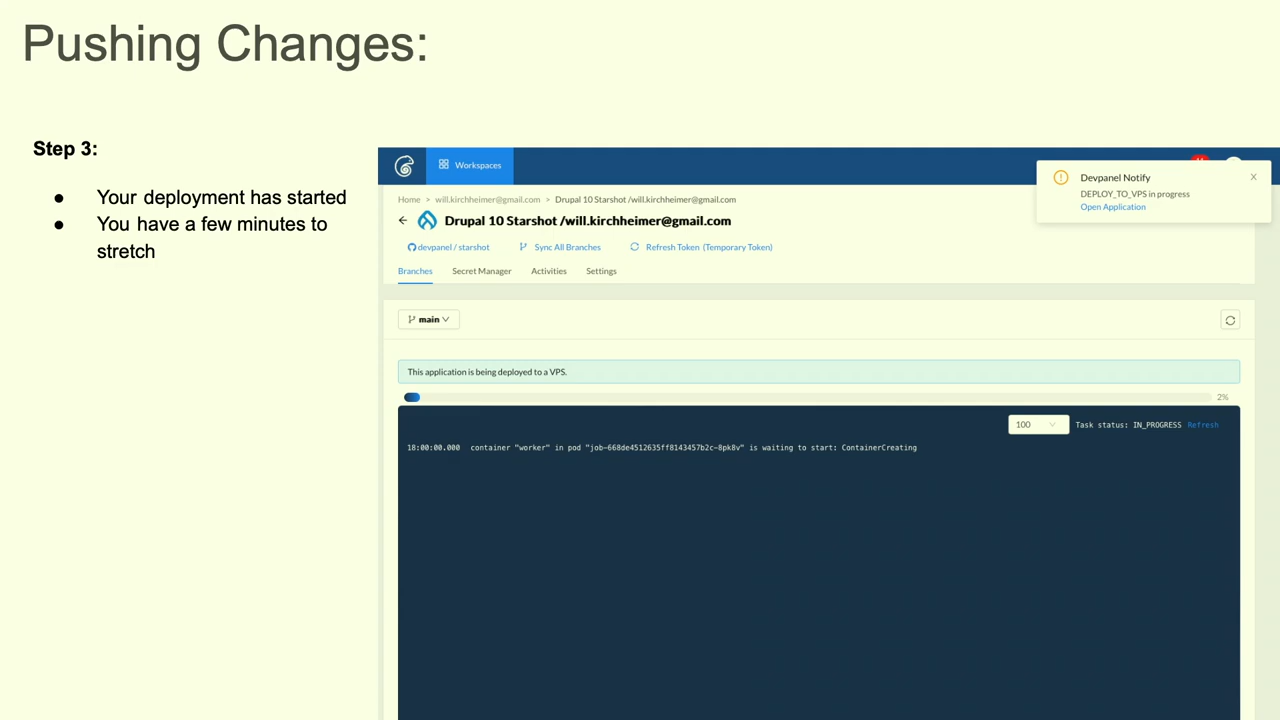 Pushing Changes:
Step 3:
● Your deployment has started
● You have a few minutes to
stretch
Workspaces
Devpanel Notify
DEPLOY_TO_VPS in progress
Open Application
Home > will.kirchheimer@gmail.com > Drupal 10 Starshot /will.kirchheimer@gmail.com
Drupal 10 Starshot /will.kirchheimer@gmail.com
devpanel / starshot Sync All Branches Refresh Token (Temporary Token)
Branches Secret Manager Activities Settings
main
This application is being deployed to a VPS.
2%
100 Task status: IN_PROGRESS Refresh
18:00:00.000 container "worker" in pod "job-668de4512635ff8143457b2c-8pk8v" is waiting to start: ContainerCreating